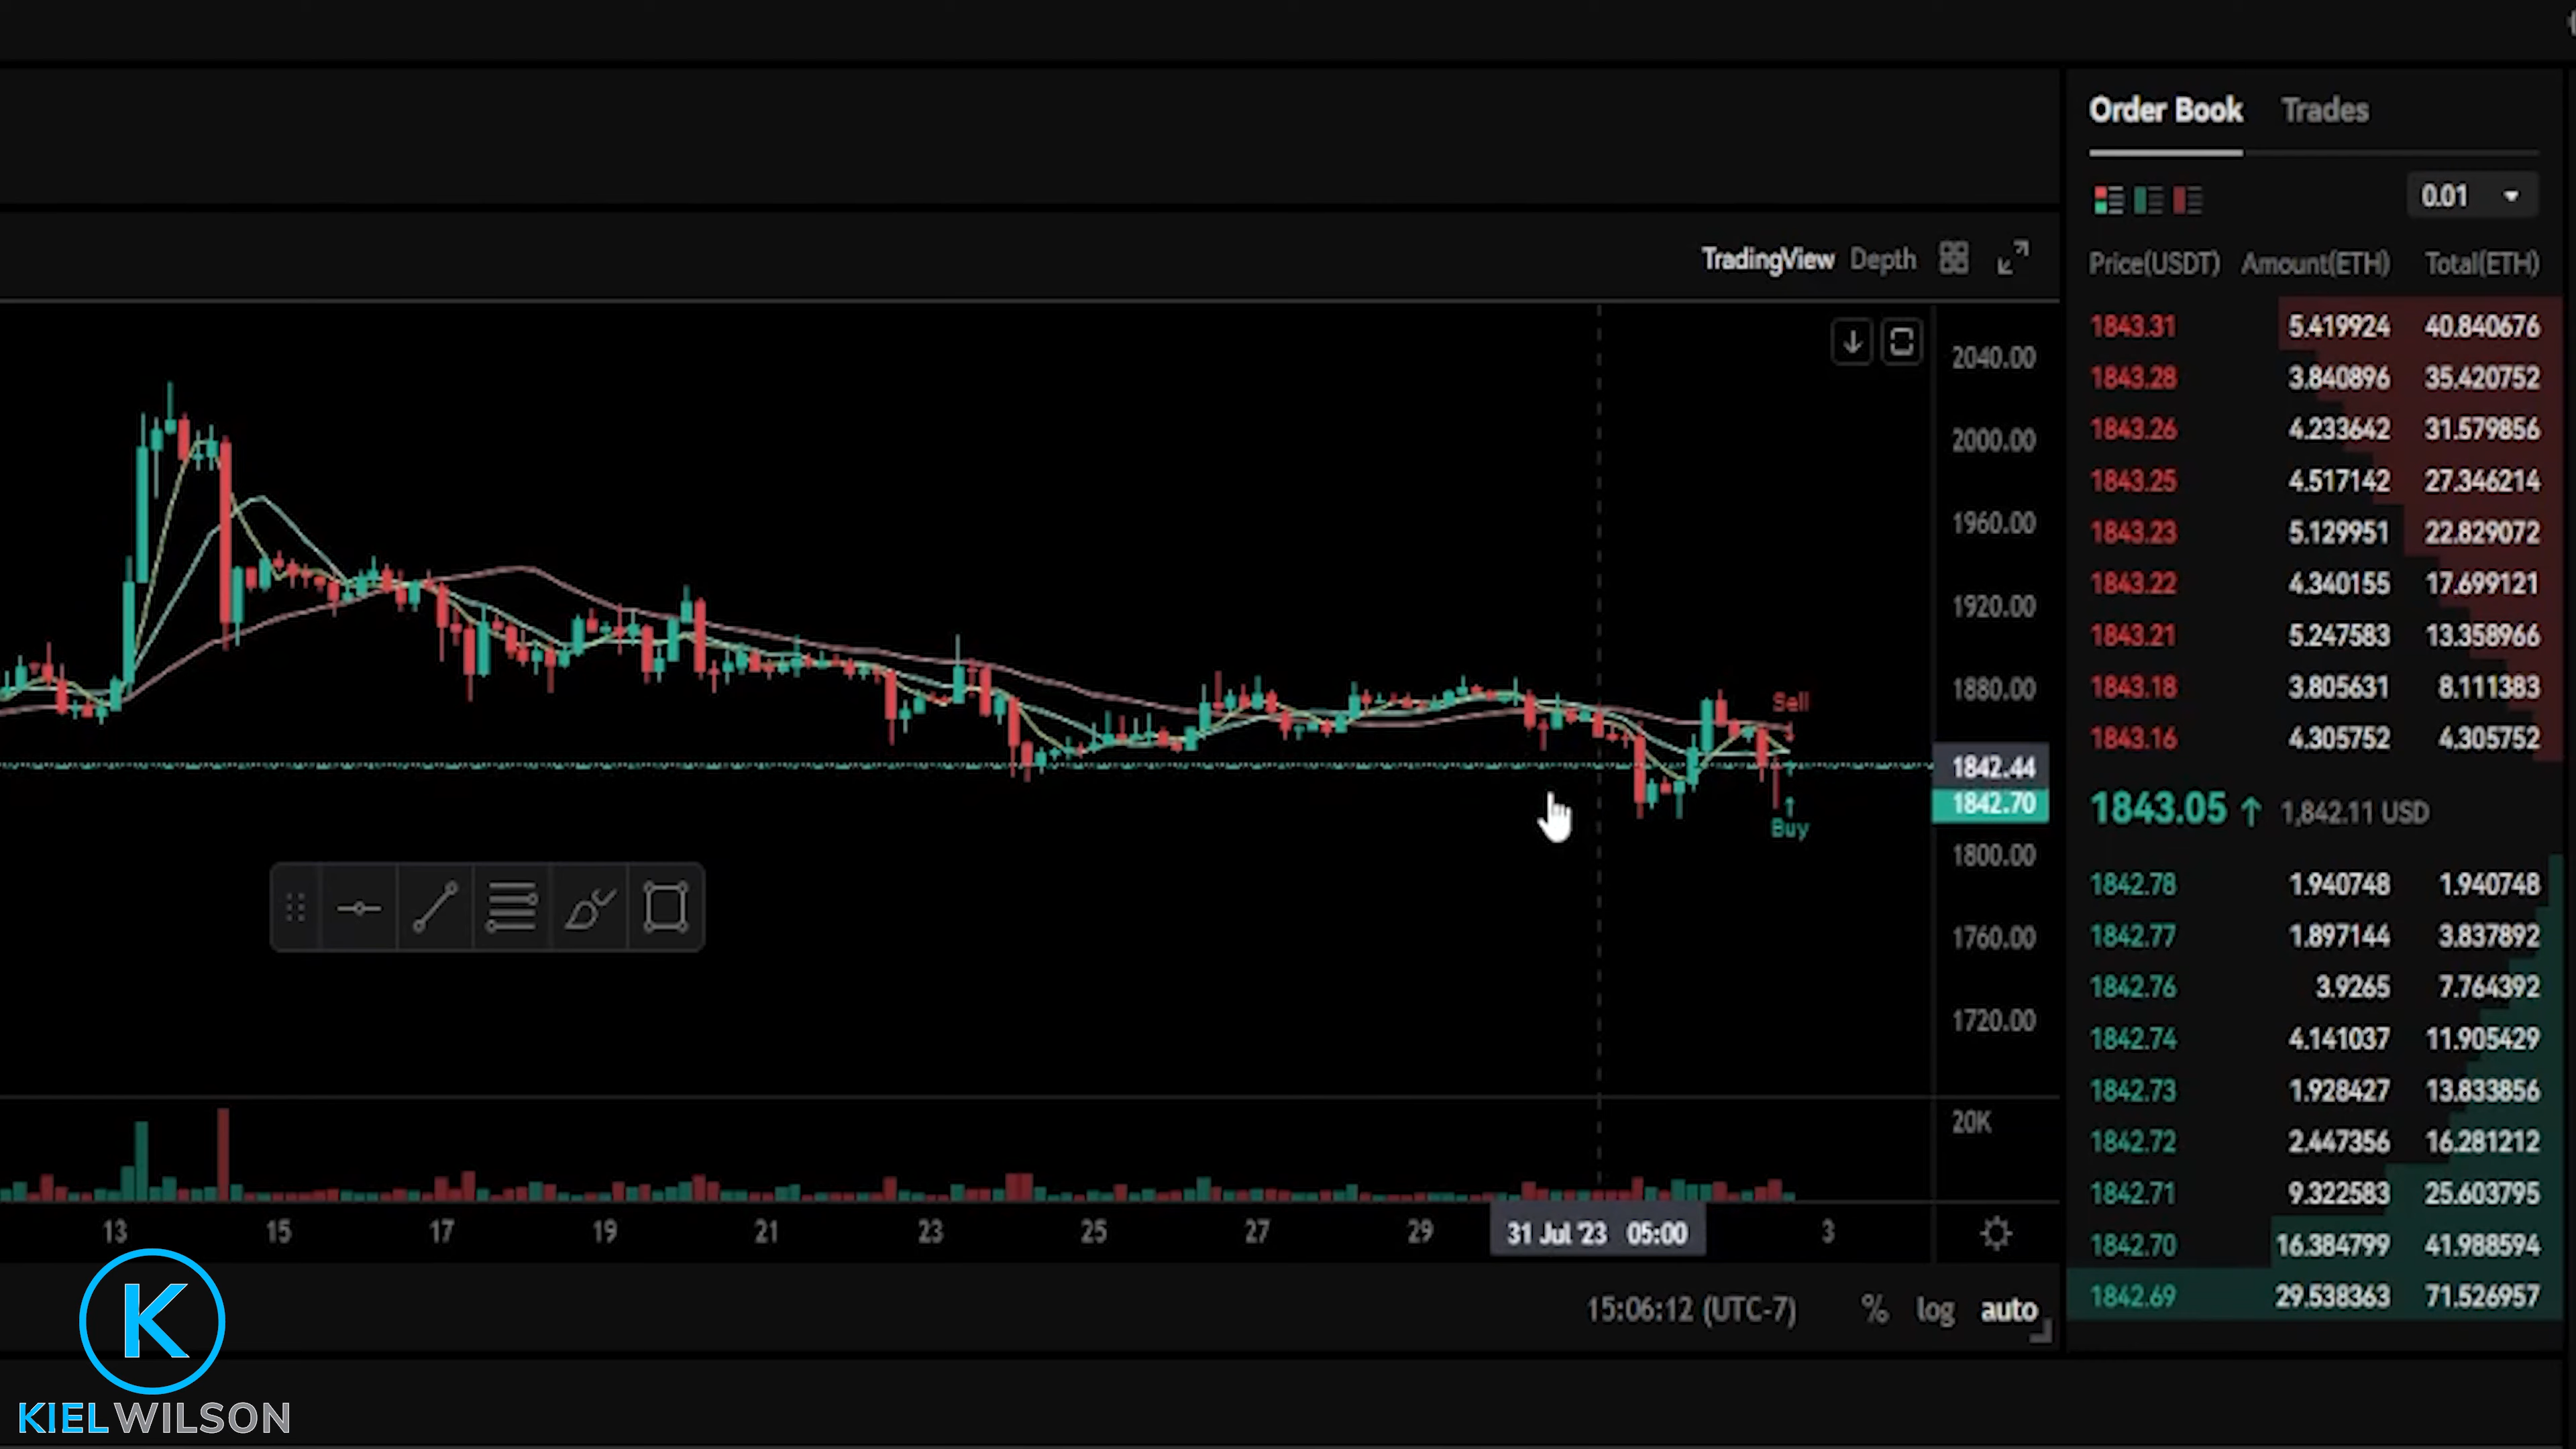 Order Book Trades
0.01
Price(USDT) Amount(ETH) Total(ETH)
TradingView Depth
1843.31 5.419924 40.840676
1843.28 3.840896 35.420752
1843.26 4.233642 31.579856
1843.25 4.517142 27.346214
1843.23 5.129951 22.829072
1843.22 4.340155 17.699121
1843.21 5.247583 13.358966
1843.18 3.805631 8.111383
1843.16 4.305752 4.305752
1843.05 ↑ 1,842.11 USD
1842.78 1.940748 1.940748
1842.77 1.897144 3.837892
1842.76 3.9265 7.764392
1842.74 4.141037 11.905429
1842.73 1.928427 13.833856
1842.72 2.447356 16.281212
1842.71 9.322583 25.603795
1842.70 16.384799 41.988594
1842.69 29.538363 71.526957
2040.00
2000.00
1960.00
1920.00
1880.00
Sell
1842.44
1842.70
Buy
1800.00
1760.00
1720.00
20K
13 15 17 19 21 23 25 27 29 31 Jul '23 05:00 3
15:06:12 (UTC-7) % log auto
K
KIELWILSON